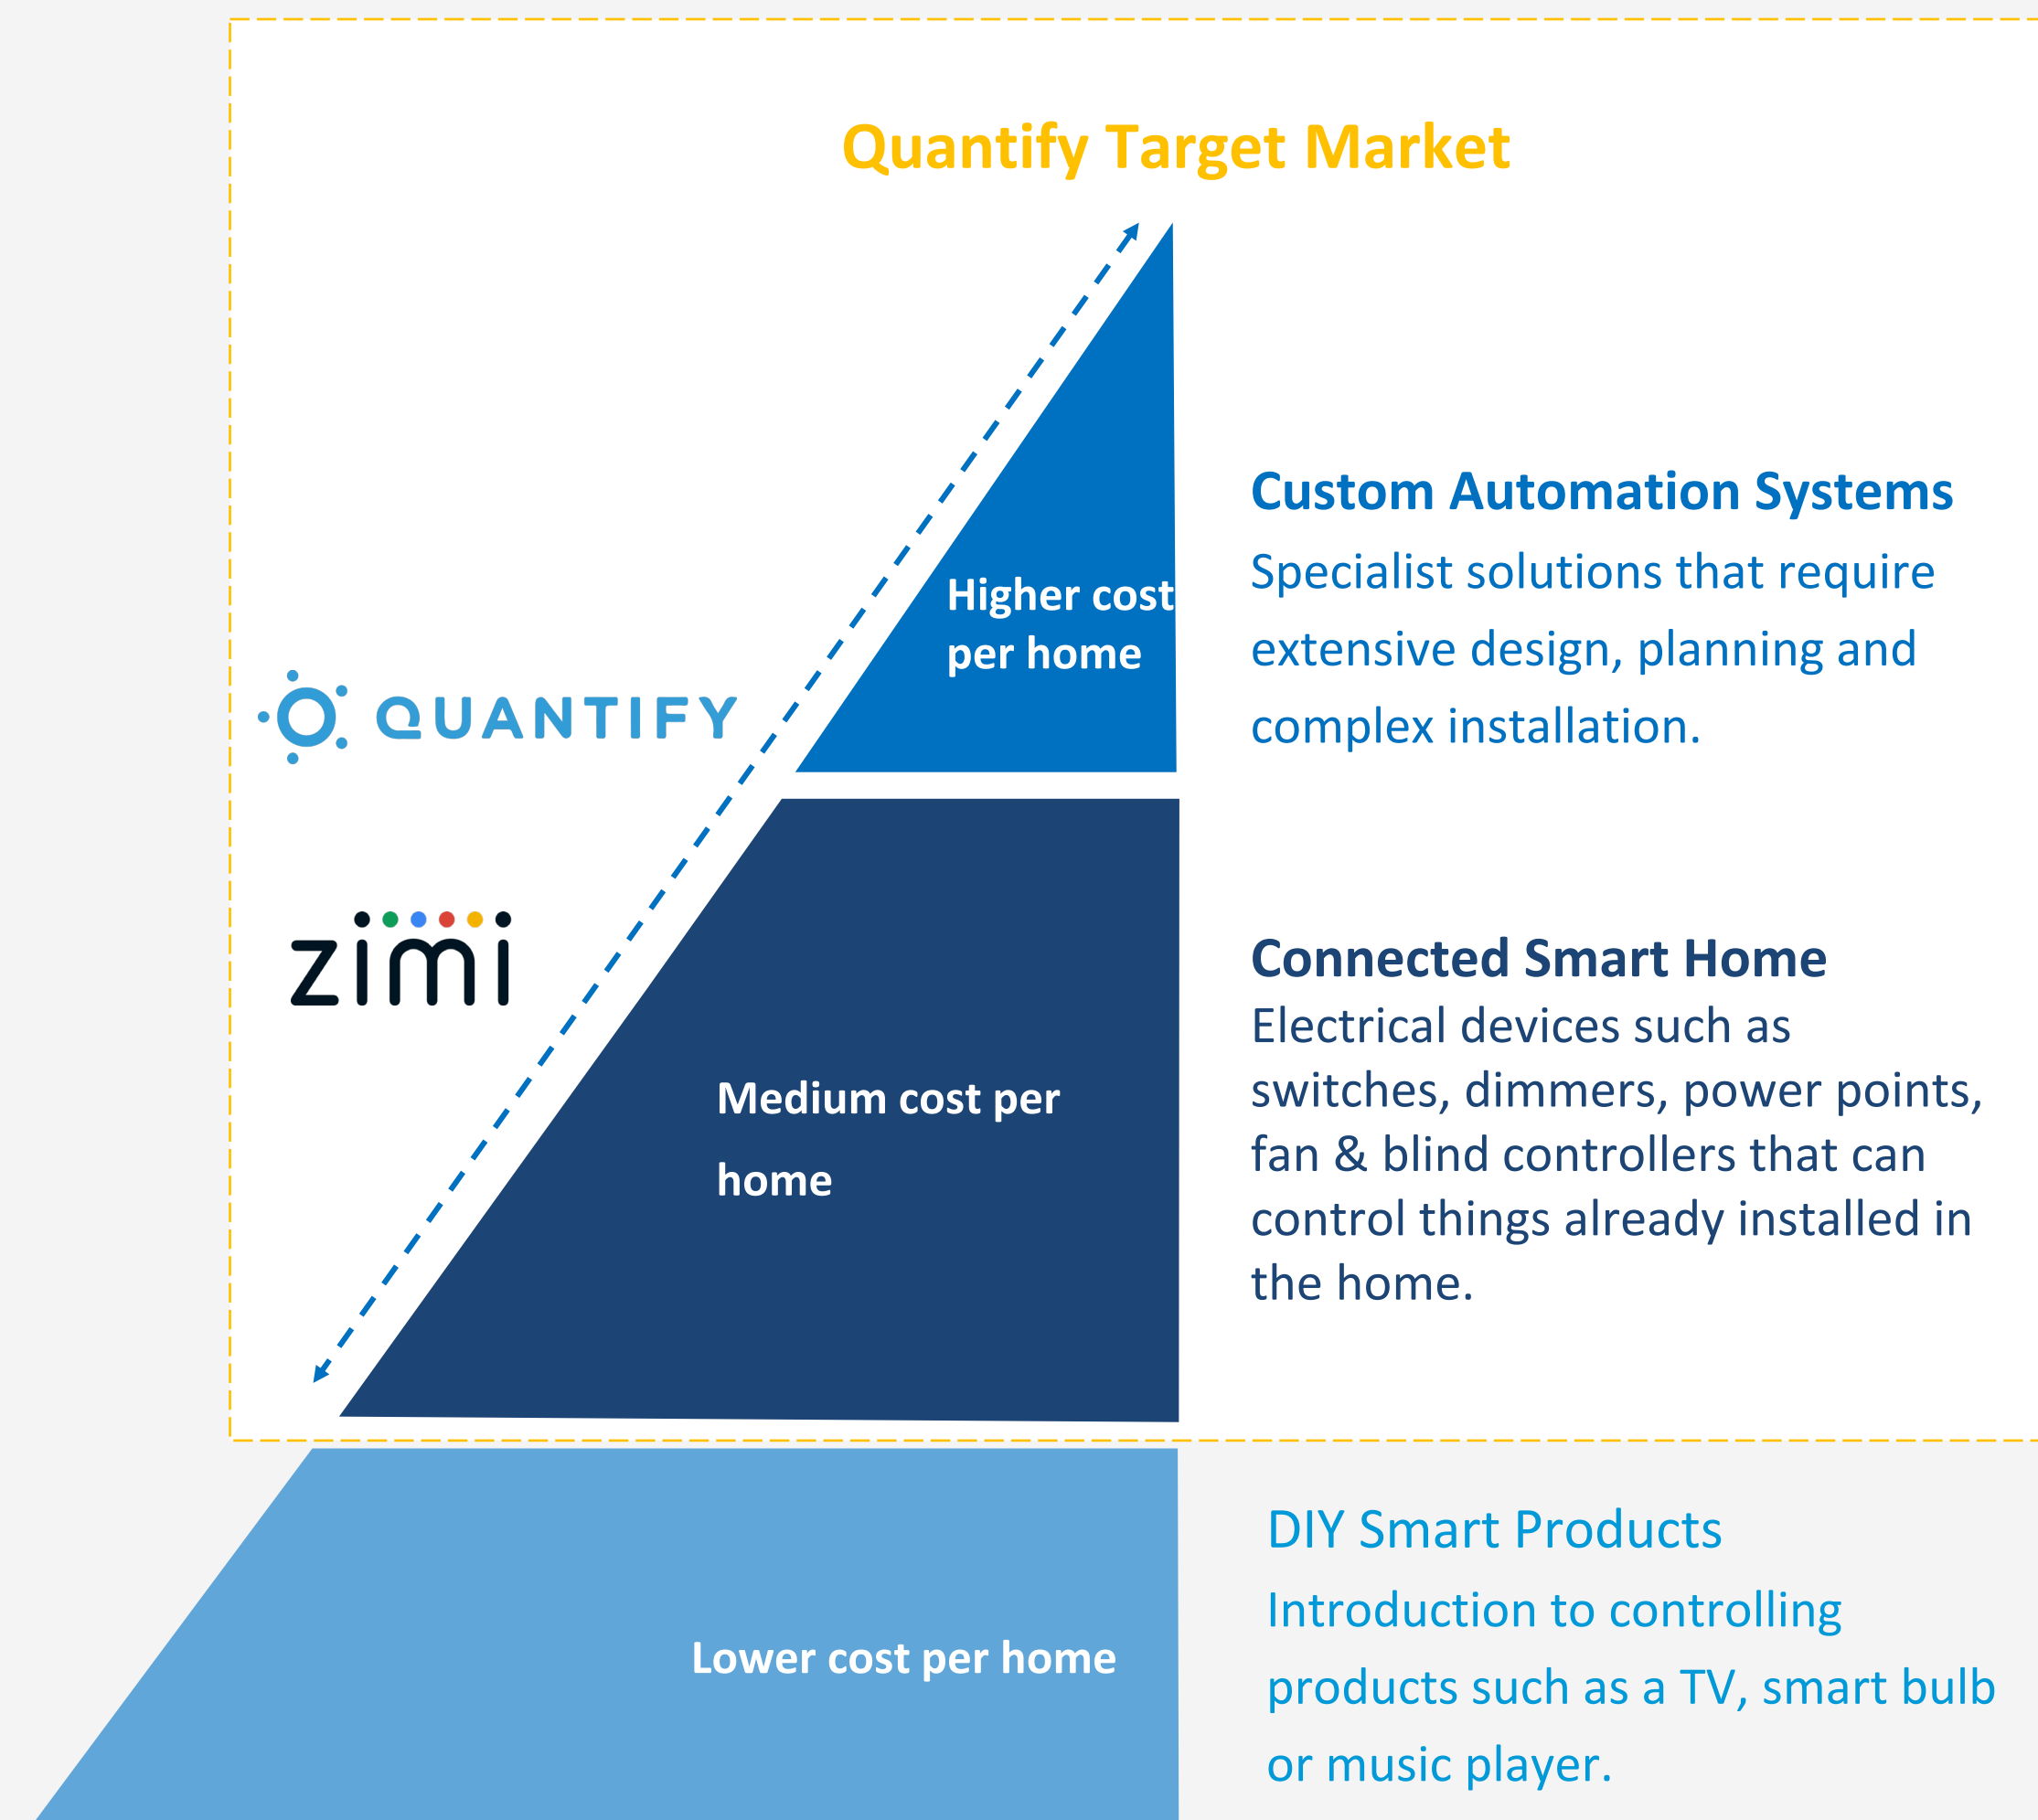 Quantify Target Market
Higher cost
per home
Custom Automation Systems
Specialist solutions that require
extensive design, planning and
complex installation.
QUANTIFY
zimi
Medium cost per
home
Connected Smart Home
Electrical devices such as
switches, dimmers, power points,
fan & blind controllers that can
control things already installed in
the home.
Lower cost per home
DIY Smart Products
Introduction to controlling
products such as a TV, smart bulb
or music player.